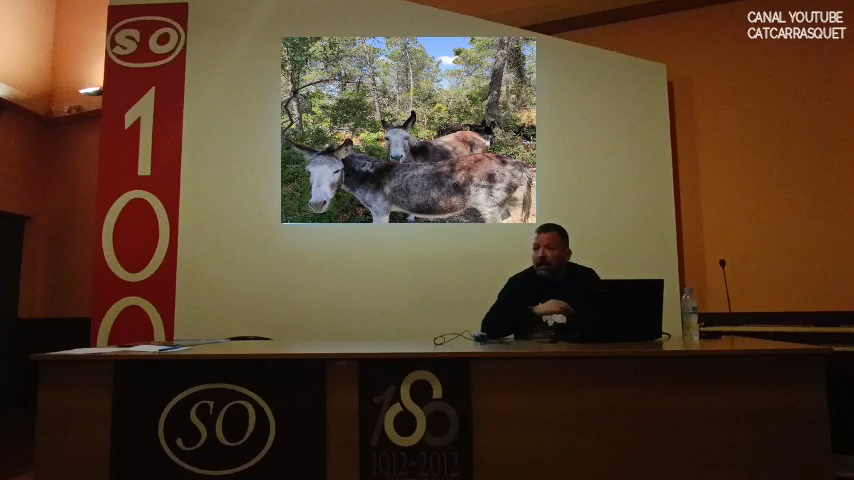 CANAL YOUTUBE
CATCARRASQUET
SO
100
SO
100
1912-2012